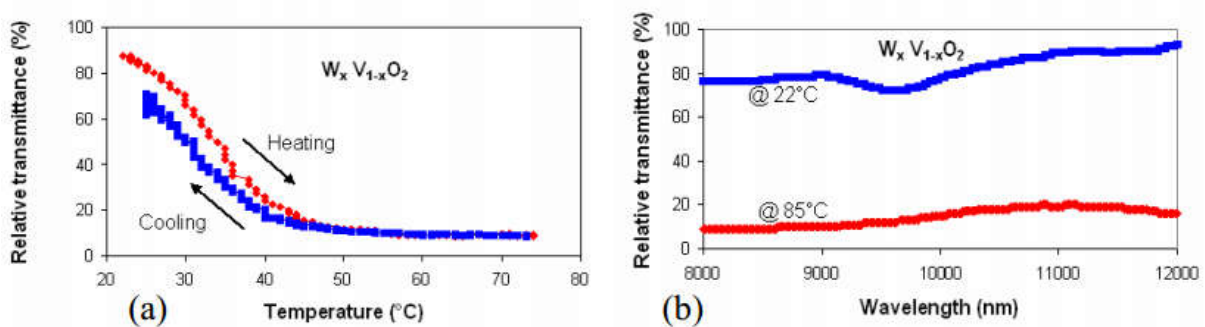 Relative transmittance (%)
100
80
60
40
20
0
WₓV₁₋ₓO₂
Heating
Cooling
20 30 40 50 60 70 80
(a) Temperature (°C)
Relative transmittance (%)
100
80
60
40
20
0
WₓV₁₋ₓO₂
@ 22°C
@ 85°C
8000 9000 10000 11000 12000
(b) Wavelength (nm)